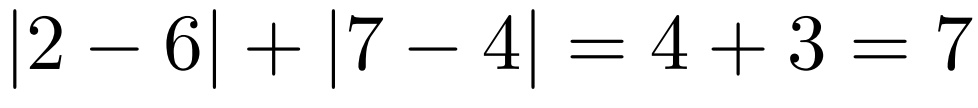 |2 − 6| + |7 − 4| = 4 + 3 = 7